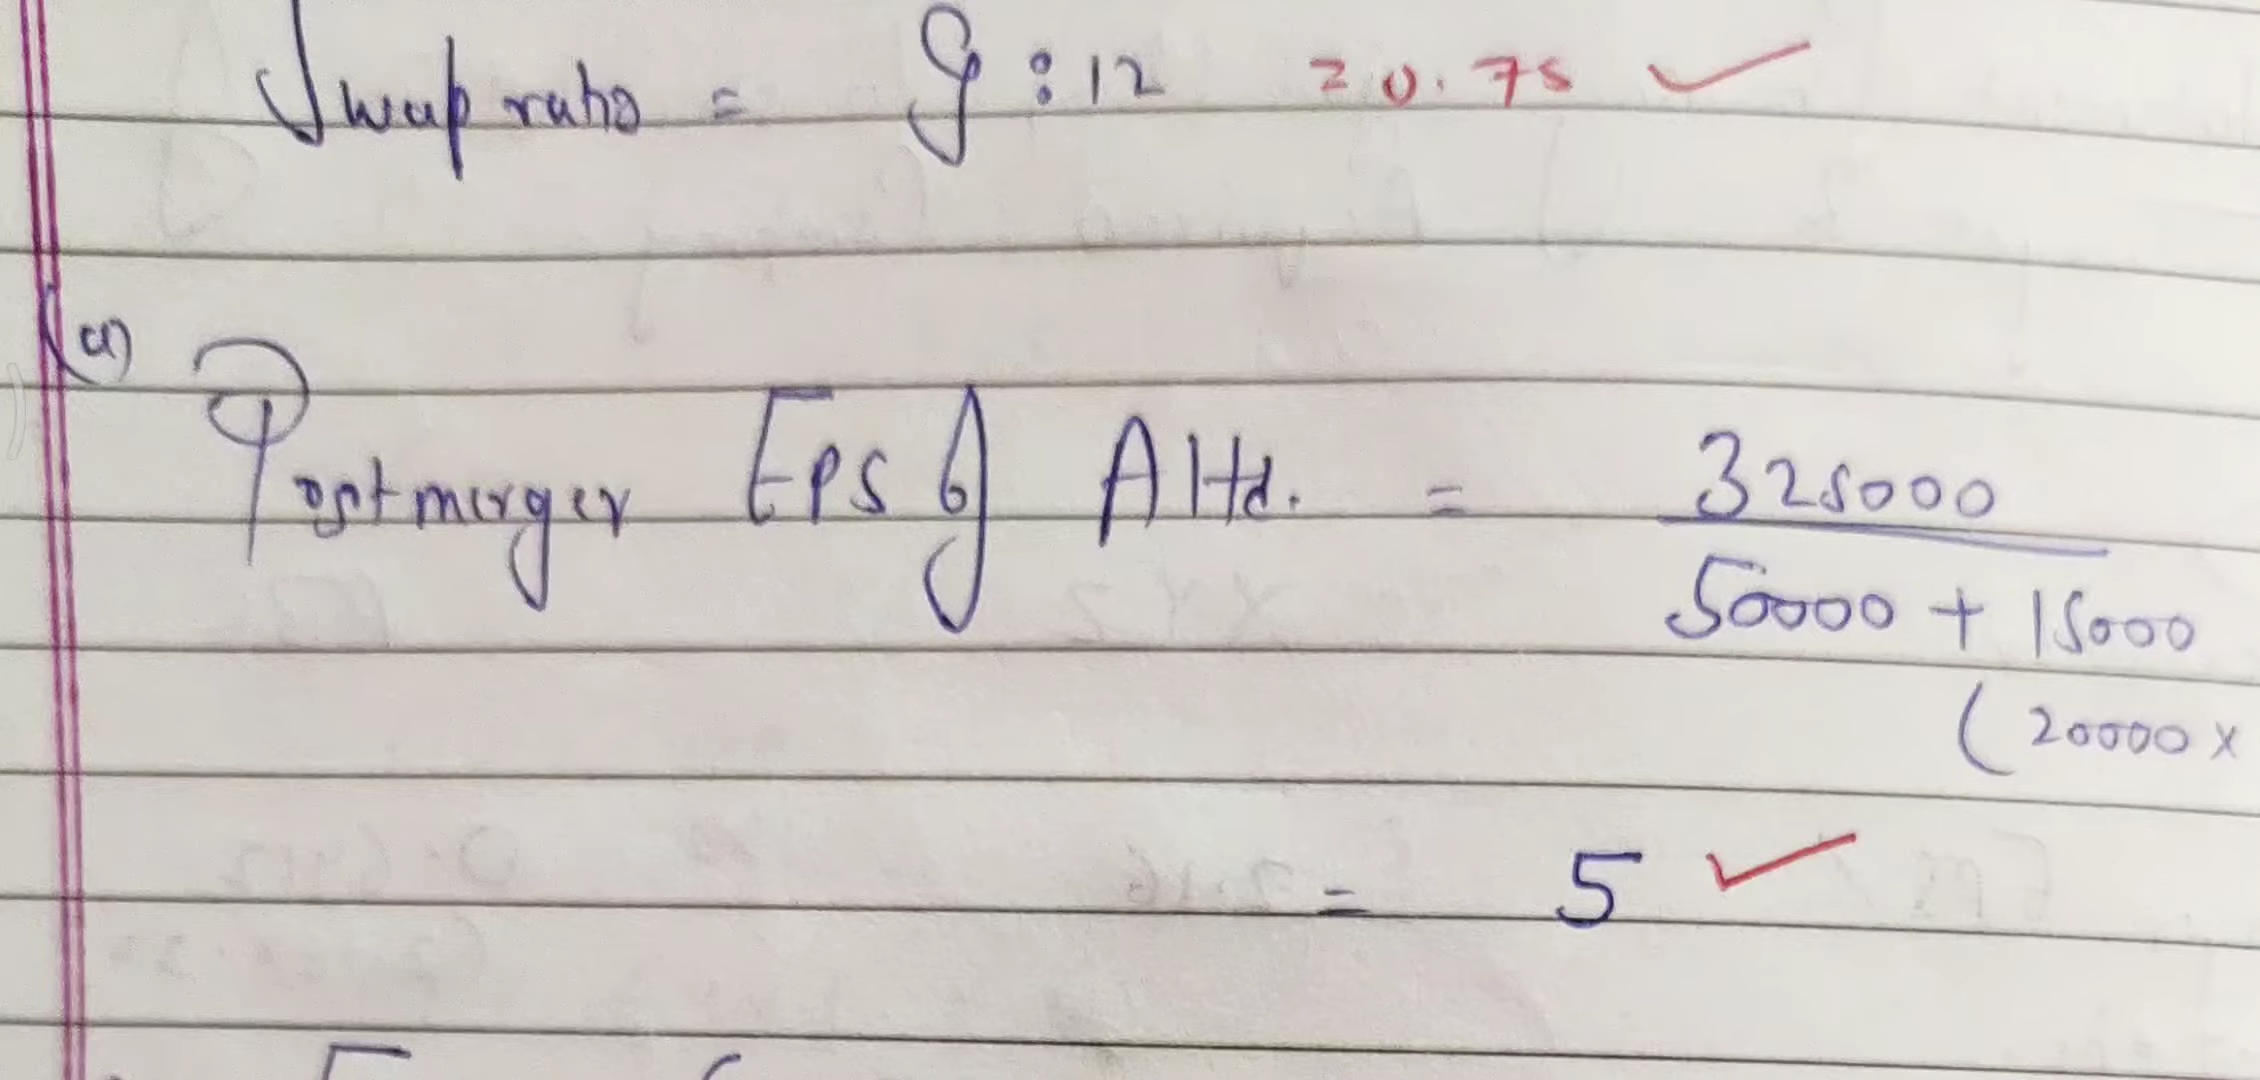 Swap ratio = 9 : 12 = 0.75
(a)
Post merger EPS of A ltd. = 325000
50000 + 15000
(20000 x
= 5